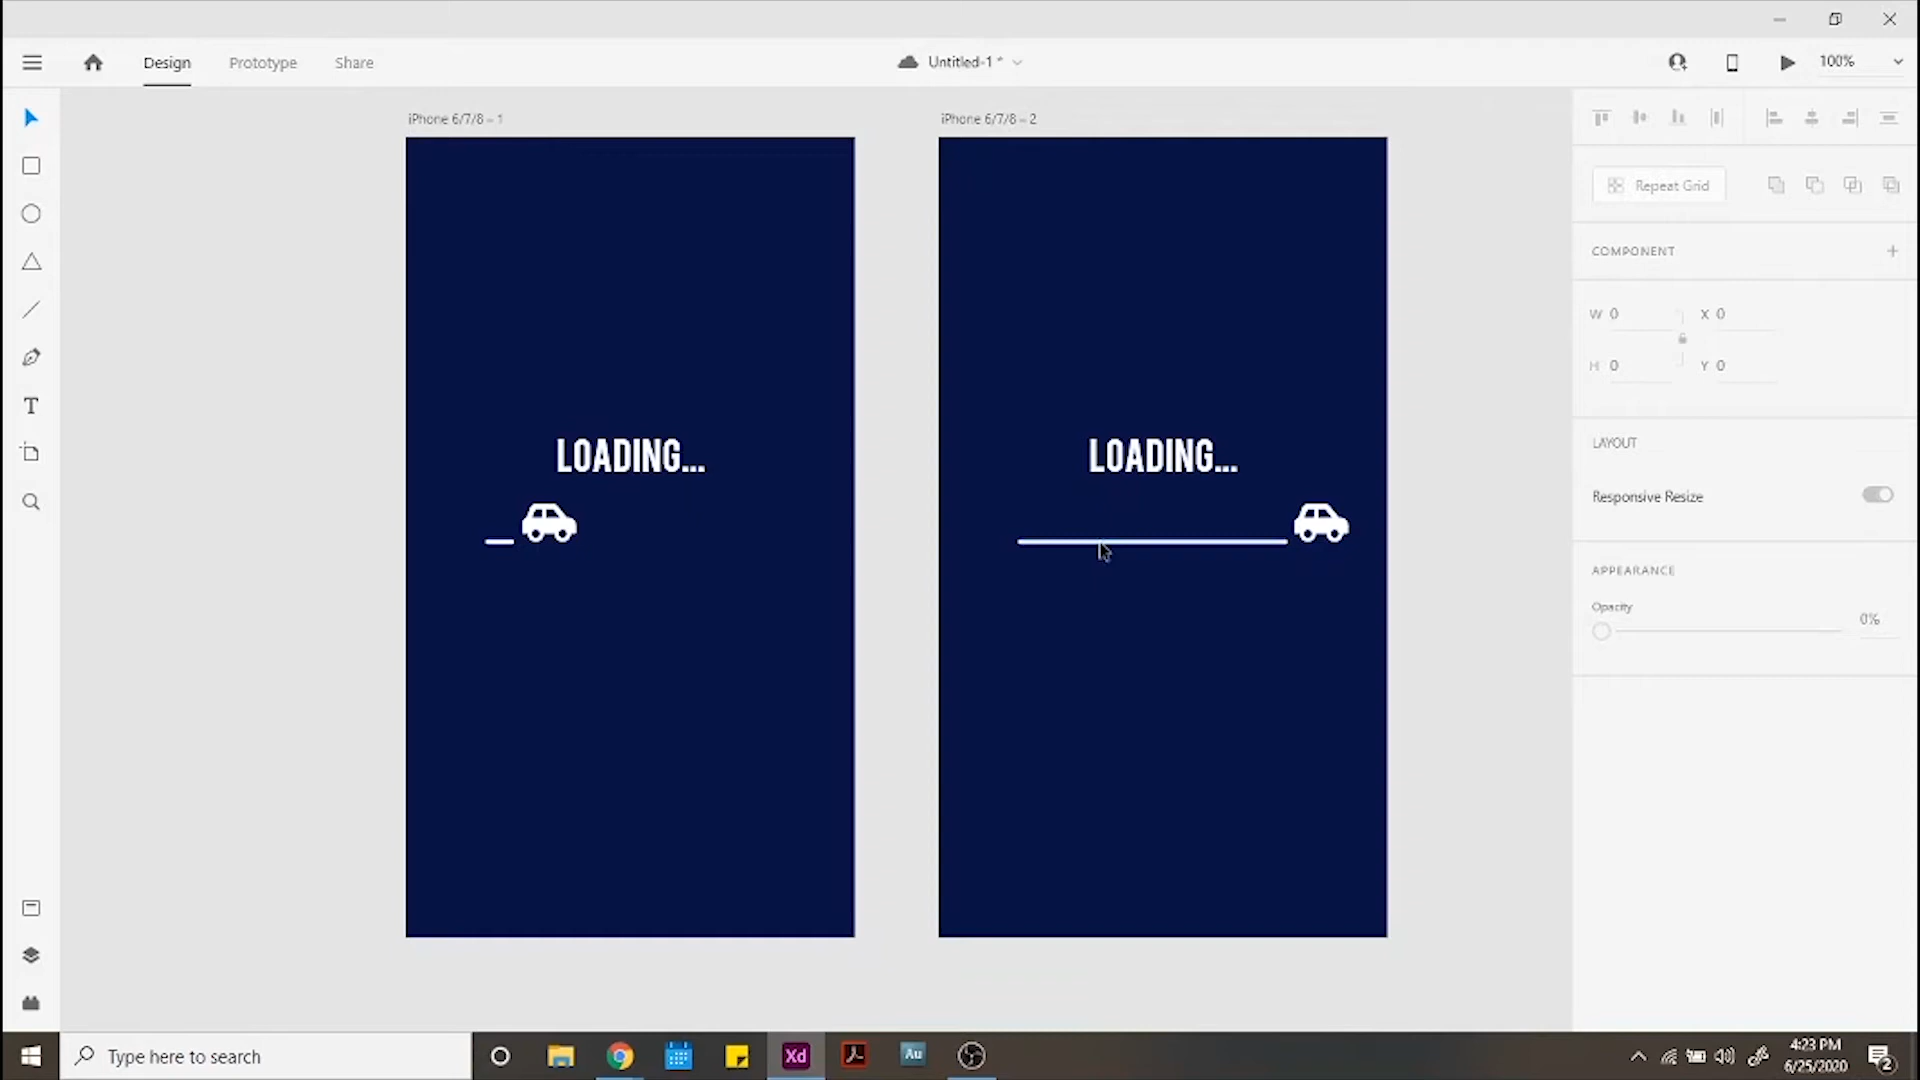 Design Prototype Share Untitled-1 * 100%
iPhone 6/7/8 – 1
iPhone 6/7/8 – 2
Repeat Grid
COMPONENT
W 0 X 0
H 0 Y 0
LAYOUT
LOADING...
LOADING...
Responsive Resize
T
APPEARANCE
Opacity
0%
Type here to search
Xd
Au
4:23 PM
6/25/2020
2